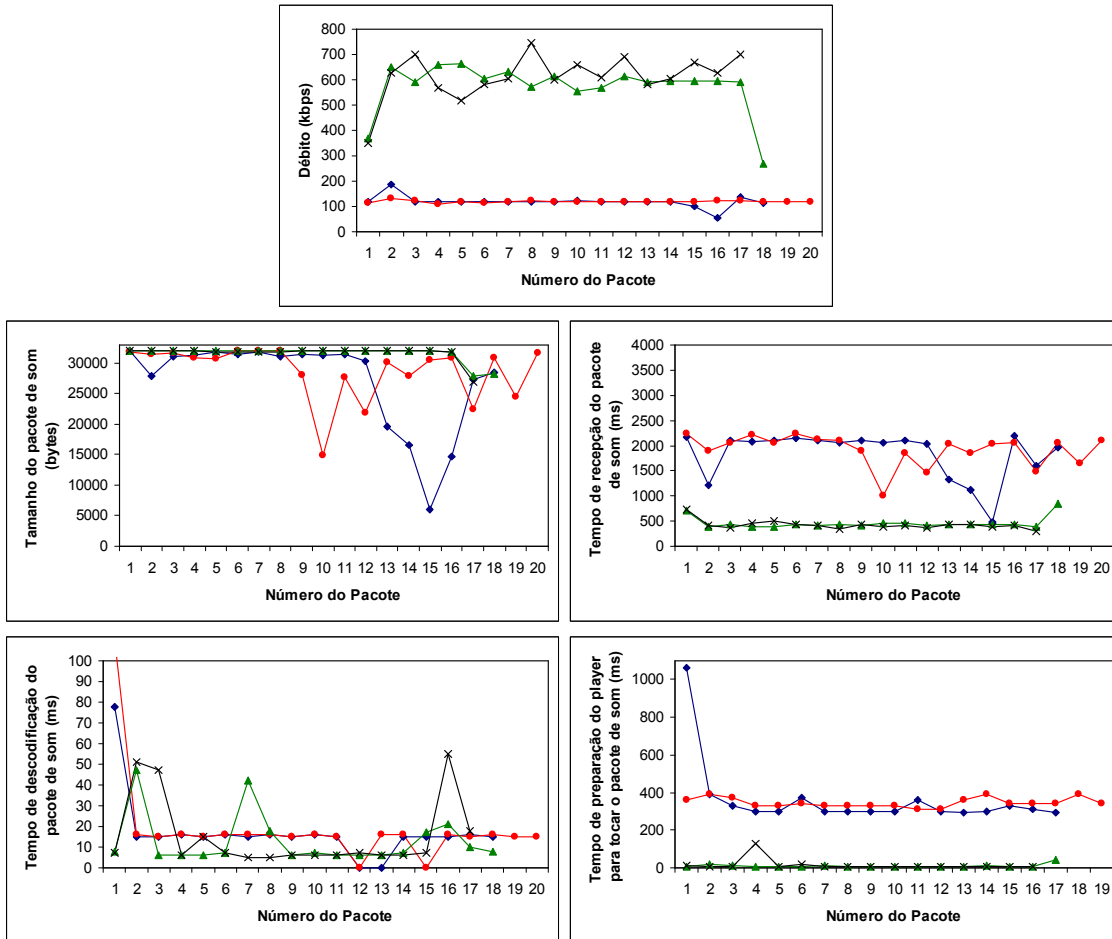 Débito (kbps)
800
700
600
500
400
300
200
100
0
1 2 3 4 5 6 7 8 9 10 11 12 13 14 15 16 17 18 19 20
Número do Pacote
Tamanho do pacote de som
(bytes)
30000
25000
20000
15000
10000
5000
0
1 2 3 4 5 6 7 8 9 10 11 12 13 14 15 16 17 18 19 20
Número do Pacote
Tempo de recepção do pacote
de som (ms)
4000
3500
3000
2500
2000
1500
1000
500
0
1 2 3 4 5 6 7 8 9 10 11 12 13 14 15 16 17 18 19 20
Número do Pacote
Tempo de descodificação do
pacote de som (ms)
100
90
80
70
60
50
40
30
20
10
0
1 2 3 4 5 6 7 8 9 10 11 12 13 14 15 16 17 18 19 20
Número do Pacote
Tempo de preparação do player
para tocar o pacote de som (ms)
1000
800
600
400
200
0
1 2 3 4 5 6 7 8 9 10 11 12 13 14 15 16 17 18 19
Número do Pacote